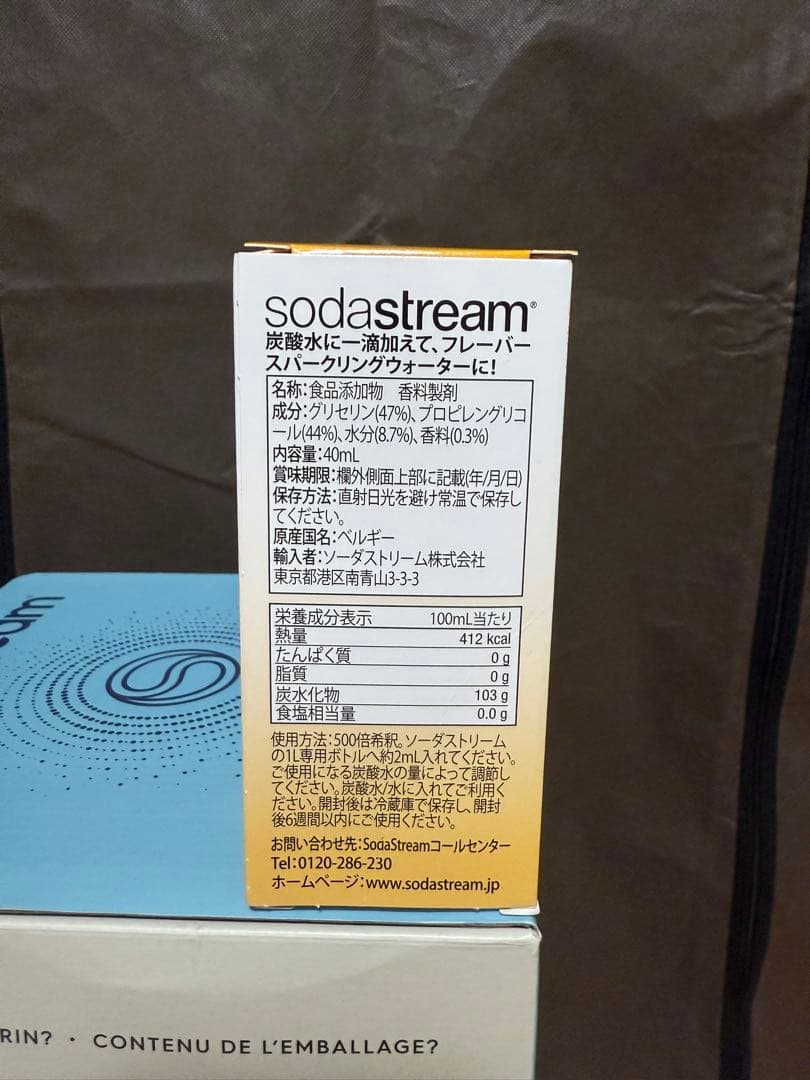 sodastream®
炭酸水に一滴加えて、フレーバー
スパークリングウォーターに!
名称:食品添加物　香料製剤
成分:グリセリン(47%)、プロピレングリコ
ール(44%)、水分(8.7%)、香料(0.3%)
内容量:40mL
賞味期限:欄外側面上部に記載(年/月/日)
保存方法:直射日光を避け常温で保存し
てください。
原産国名:ベルギー
輸入者:ソーダストリーム株式会社
東京都港区南青山3-3-3
栄養成分表示 100mL当たり
熱量 412 kcal
たんぱく質 0 g
脂質 0 g
炭水化物 103 g
食塩相当量 0.0 g
使用方法:500倍希釈。ソーダストリーム
の1L専用ボトルへ約2mL入れてください。
ご使用になる炭酸水の量によって調節し
てください。炭酸水/水に入れてご利用く
ださい。開封後は冷蔵庫で保存し、開封
後6週間以内にご使用ください。
お問い合わせ先:SodaStreamコールセンター
Tel:0120-286-230
ホームページ:www.sodastream.jp
am
RIN? · CONTENU DE L'EMBALLAGE?